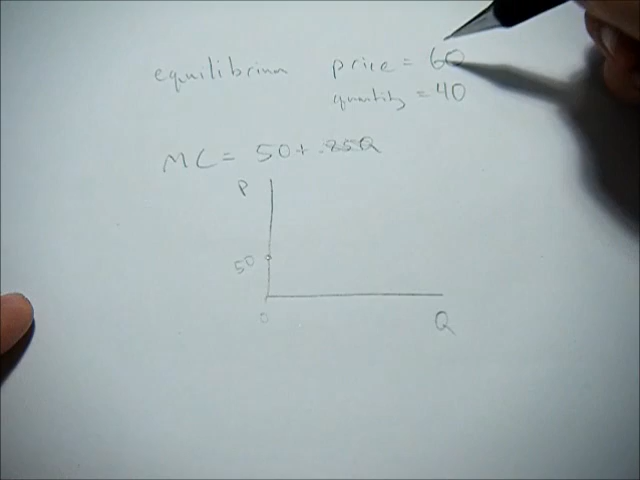 equilibrium price = 60
quantity = 40
MC = 50 + .25Q
P
50
0
Q